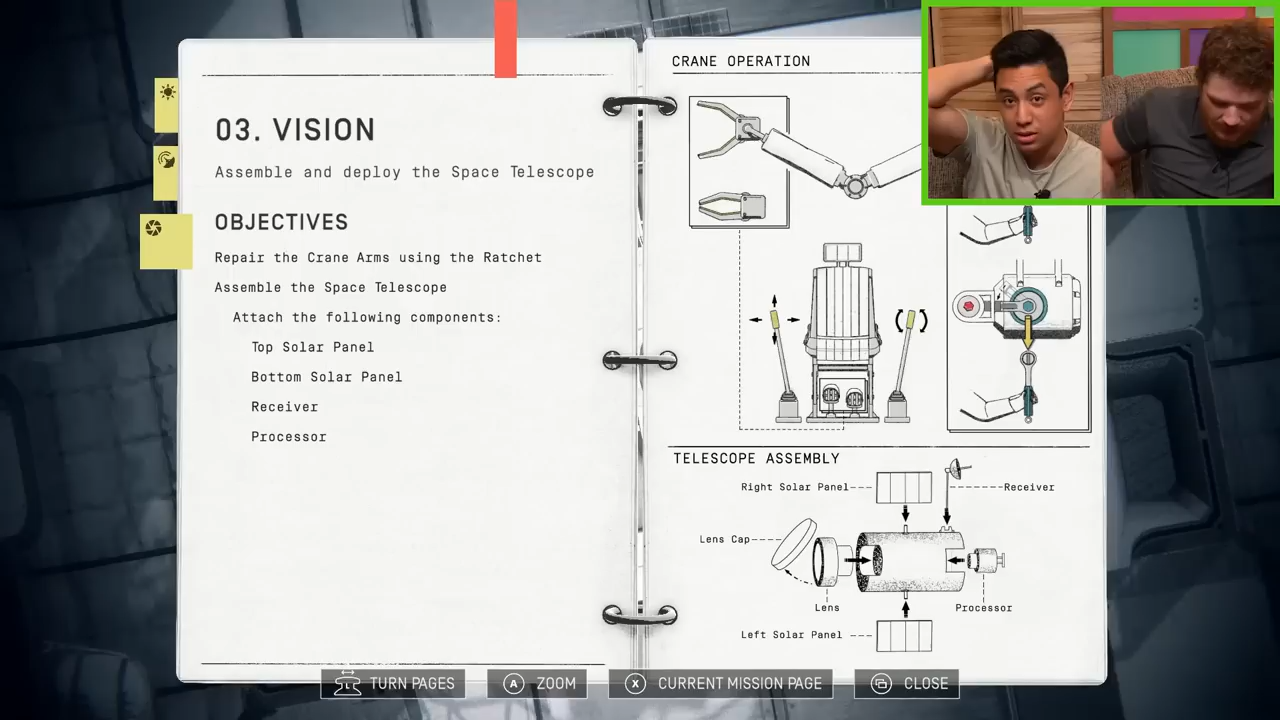 03. VISION
Assemble and deploy the Space Telescope
OBJECTIVES
Repair the Crane Arms using the Ratchet
Assemble the Space Telescope
Attach the following components:
Top Solar Panel
Bottom Solar Panel
Receiver
Processor
CRANE OPERATION
TELESCOPE ASSEMBLY
Right Solar Panel
Receiver
Lens Cap
Lens
Processor
Left Solar Panel
L TURN PAGES
A ZOOM
X CURRENT MISSION PAGE
CLOSE